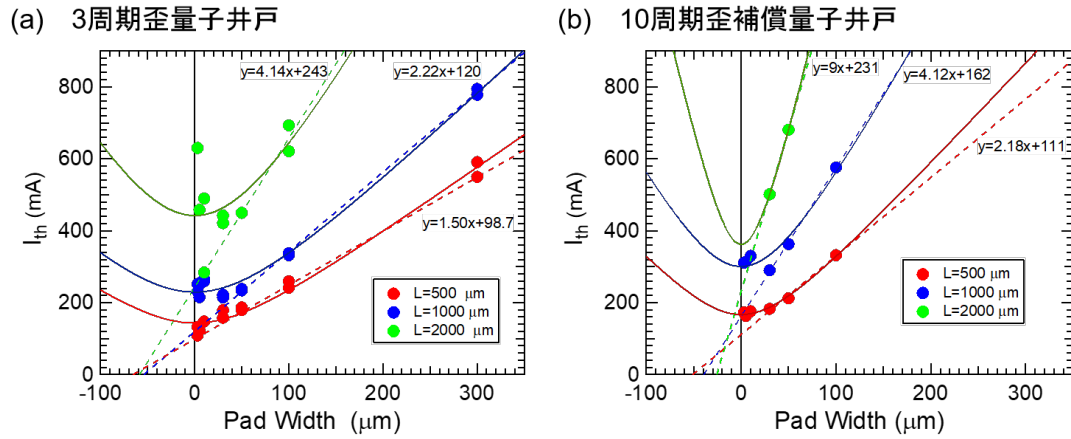 (a) 3周期歪量子井戸
800
600
400
200
0
-100
0
100
200
300
I_th (mA)
Pad Width (μm)
y=4.14x+243
y=2.22x+120
y=1.50x+98.7
L=500 μm
L=1000 μm
L=2000 μm
(b) 10周期歪補償量子井戸
800
600
400
200
0
-100
0
100
200
300
I_th (mA)
Pad Width (μm)
y=9x+231
y=4.12x+162
y=2.18x+111
L=500 μm
L=1000 μm
L=2000 μm